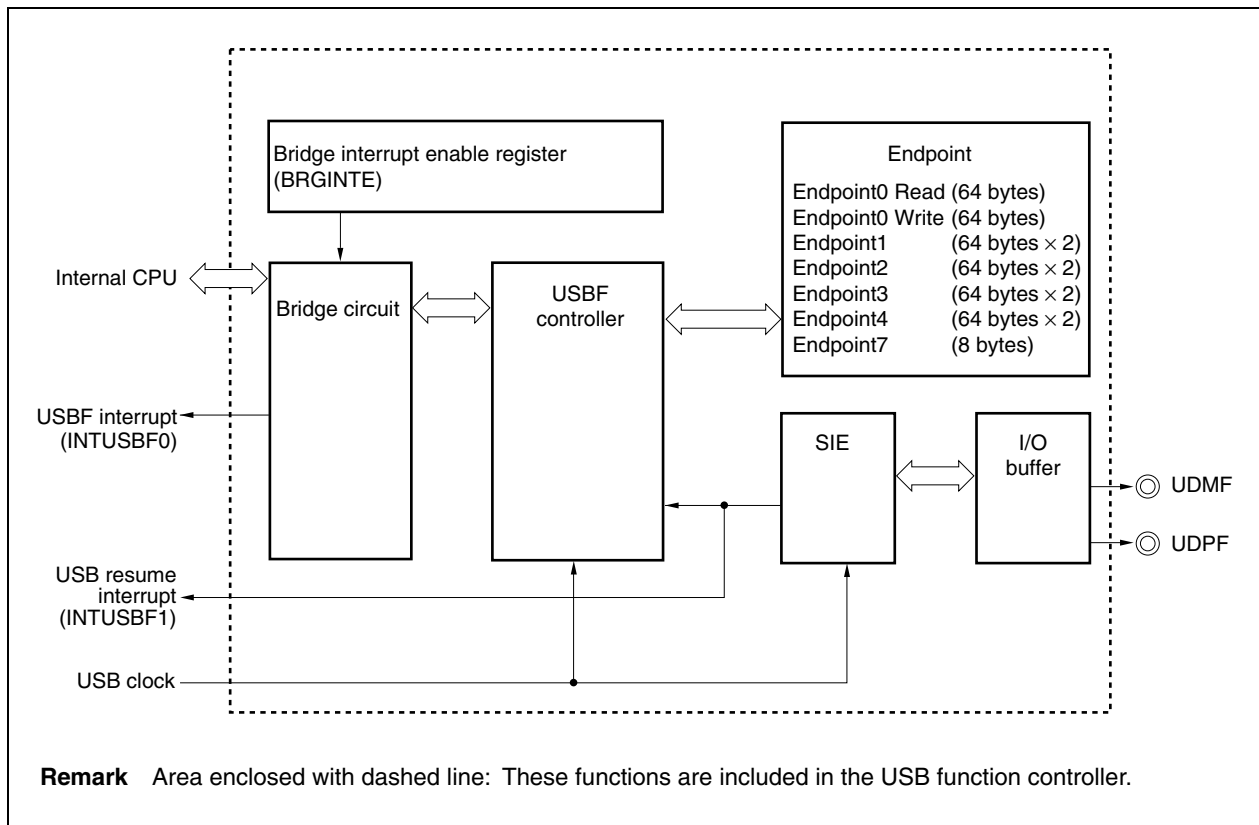 Bridge interrupt enable register
(BRGINTE)
Endpoint
Endpoint0 Read (64 bytes)
Endpoint0 Write (64 bytes)
Endpoint1 (64 bytes × 2)
Endpoint2 (64 bytes × 2)
Endpoint3 (64 bytes × 2)
Endpoint4 (64 bytes × 2)
Endpoint7 (8 bytes)
Internal CPU
Bridge circuit
USBF
controller
USBF interrupt
(INTUSBF0)
SIE
I/O
buffer
UDMF
UDPF
USB resume
interrupt
(INTUSBF1)
USB clock
Remark Area enclosed with dashed line: These functions are included in the USB function controller.